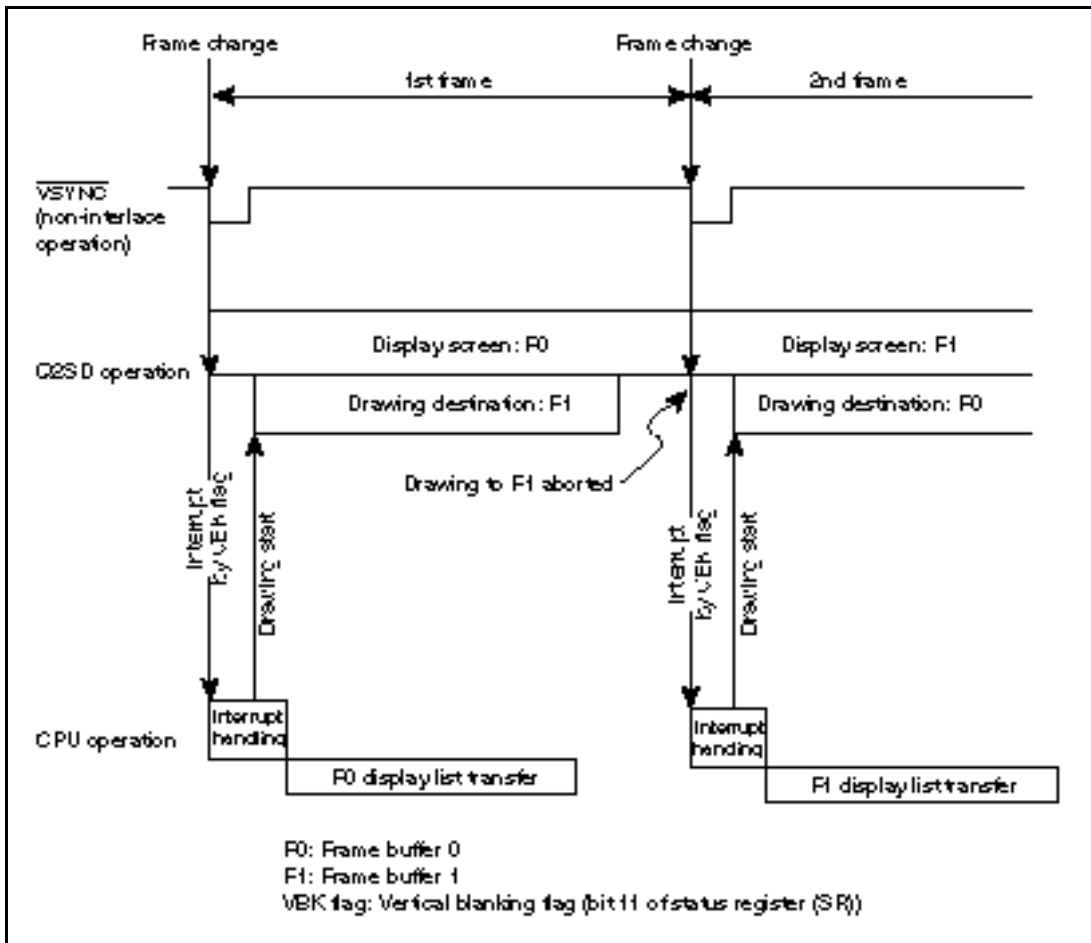 Frame change
Frame change
1st frame
2nd frame
VSYNC
(non-interlace
operation)
Display screen: F0
Display screen: F1
Q2SD operation
Drawing destination: F1
Drawing destination: F0
Drawing to F1 aborted
Interrupt
by VBK flag
Drawing start
Interrupt
by VBK flag
Drawing start
Interrupt
handling
Interrupt
handling
CPU operation
F0 display list transfer
F1 display list transfer
F0: Frame buffer 0
F1: Frame buffer 1
VBK flag: Vertical blanking flag (bit 11 of status register (SR))